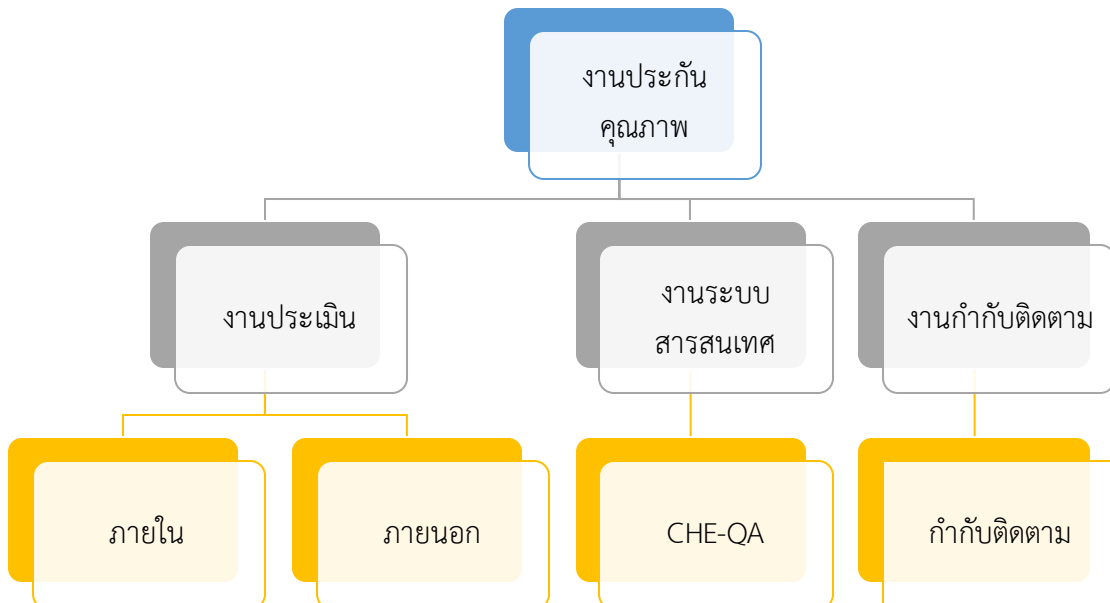 งานประกัน
คุณภาพ
งานประเมิน
งานระบบ
สารสนเทศ
งานกำกับติดตาม
ภายใน
ภายนอก
CHE-QA
กำกับติดตาม